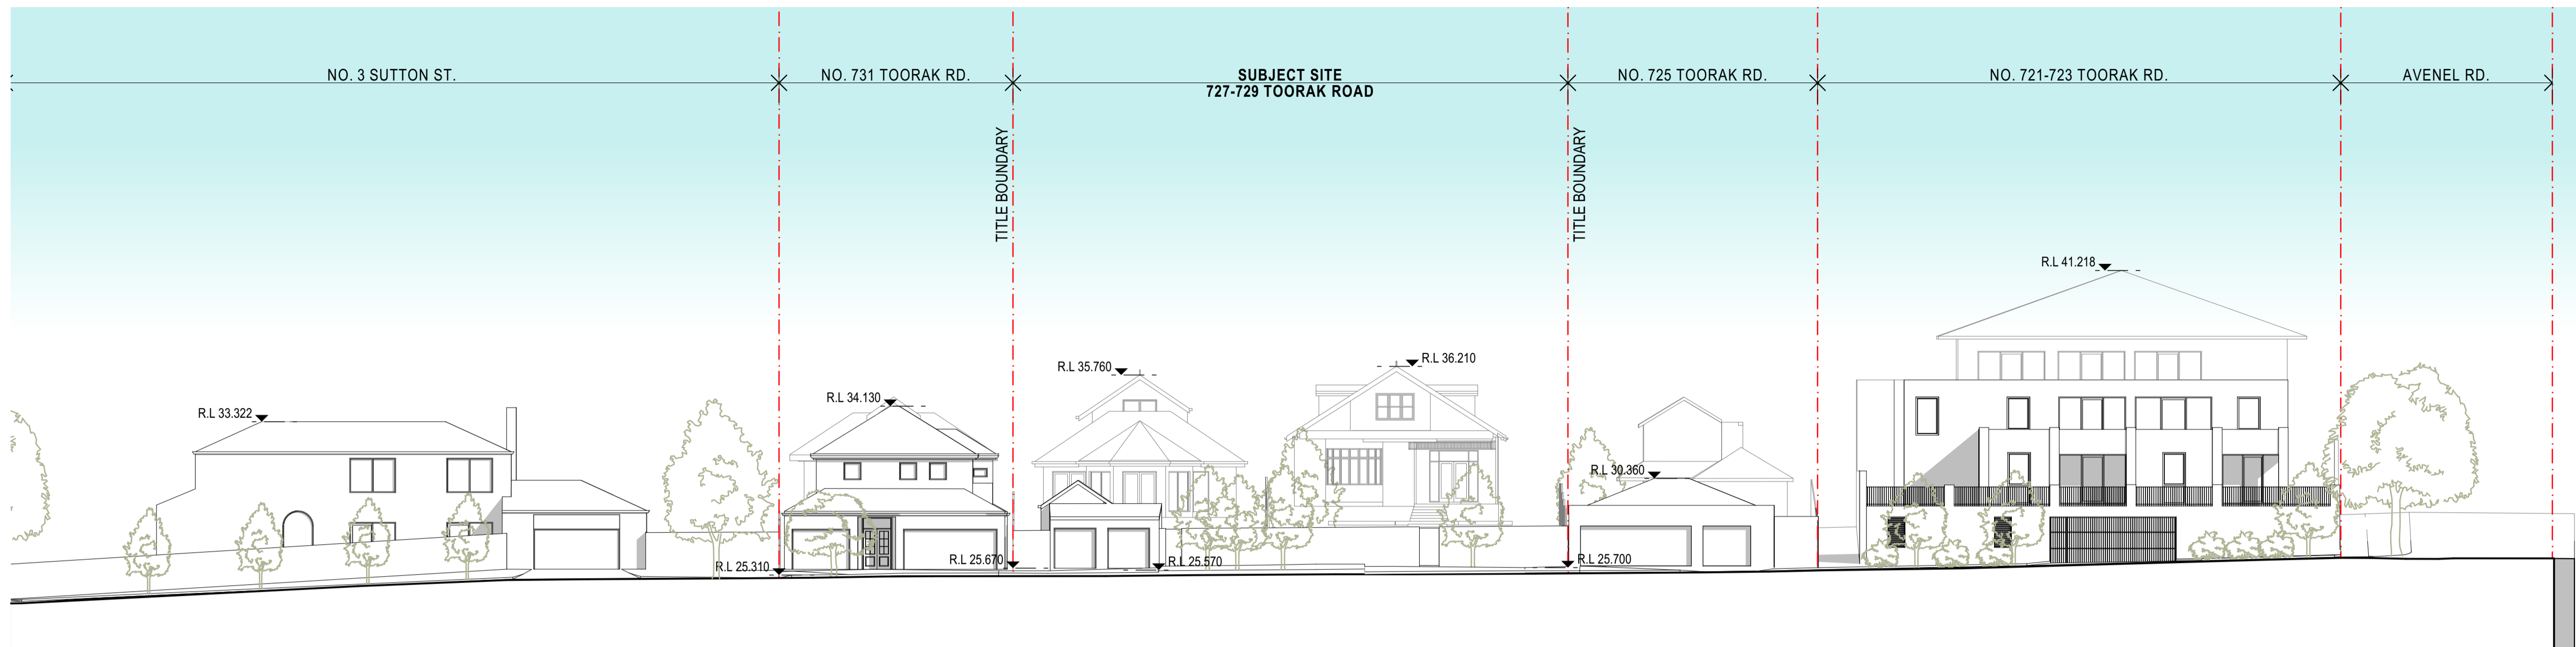 NO. 3 SUTTON ST.
NO. 731 TOORAK RD.
SUBJECT SITE
727-729 TOORAK ROAD
NO. 725 TOORAK RD.
NO. 721-723 TOORAK RD.
AVENEL RD.
TITLE BOUNDARY
TITLE BOUNDARY
R.L 41.218
R.L 35.760
R.L 36.210
R.L 34.130
R.L 33.322
R.L 30.360
R.L 25.310
R.L 25.670
R.L 25.570
R.L 25.700